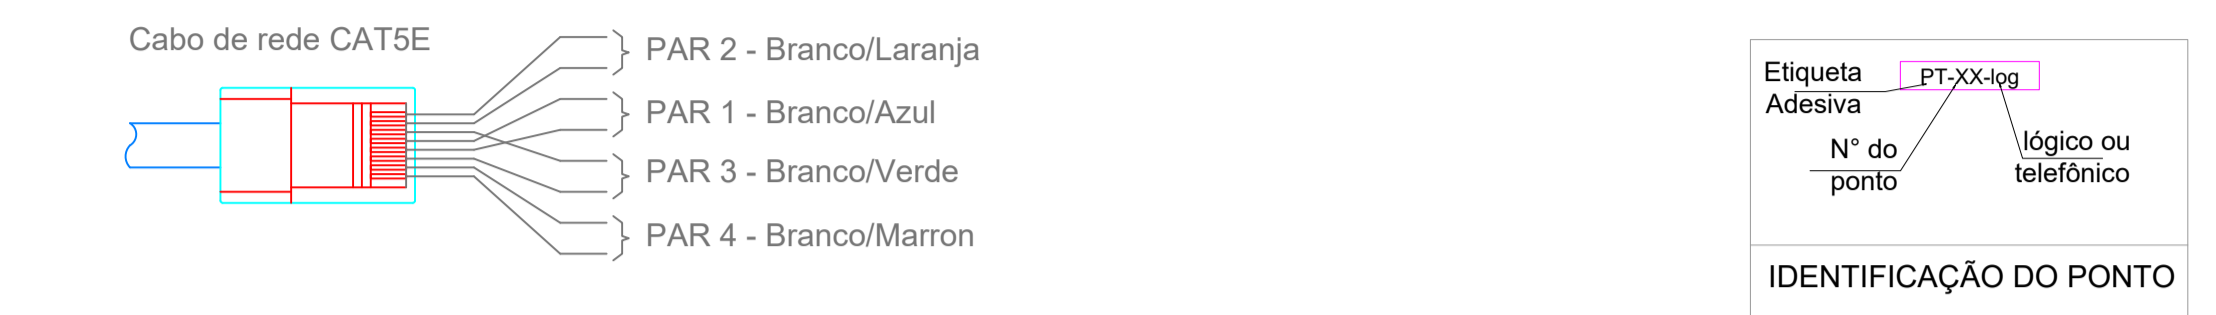 Cabo de rede CAT5E
PAR 2 - Branco/Laranja
PAR 1 - Branco/Azul
PAR 3 - Branco/Verde
PAR 4 - Branco/Marron
Etiqueta
Adesiva
PT-XX-log
N° do
ponto
lógico ou
telefônico
IDENTIFICAÇÃO DO PONTO